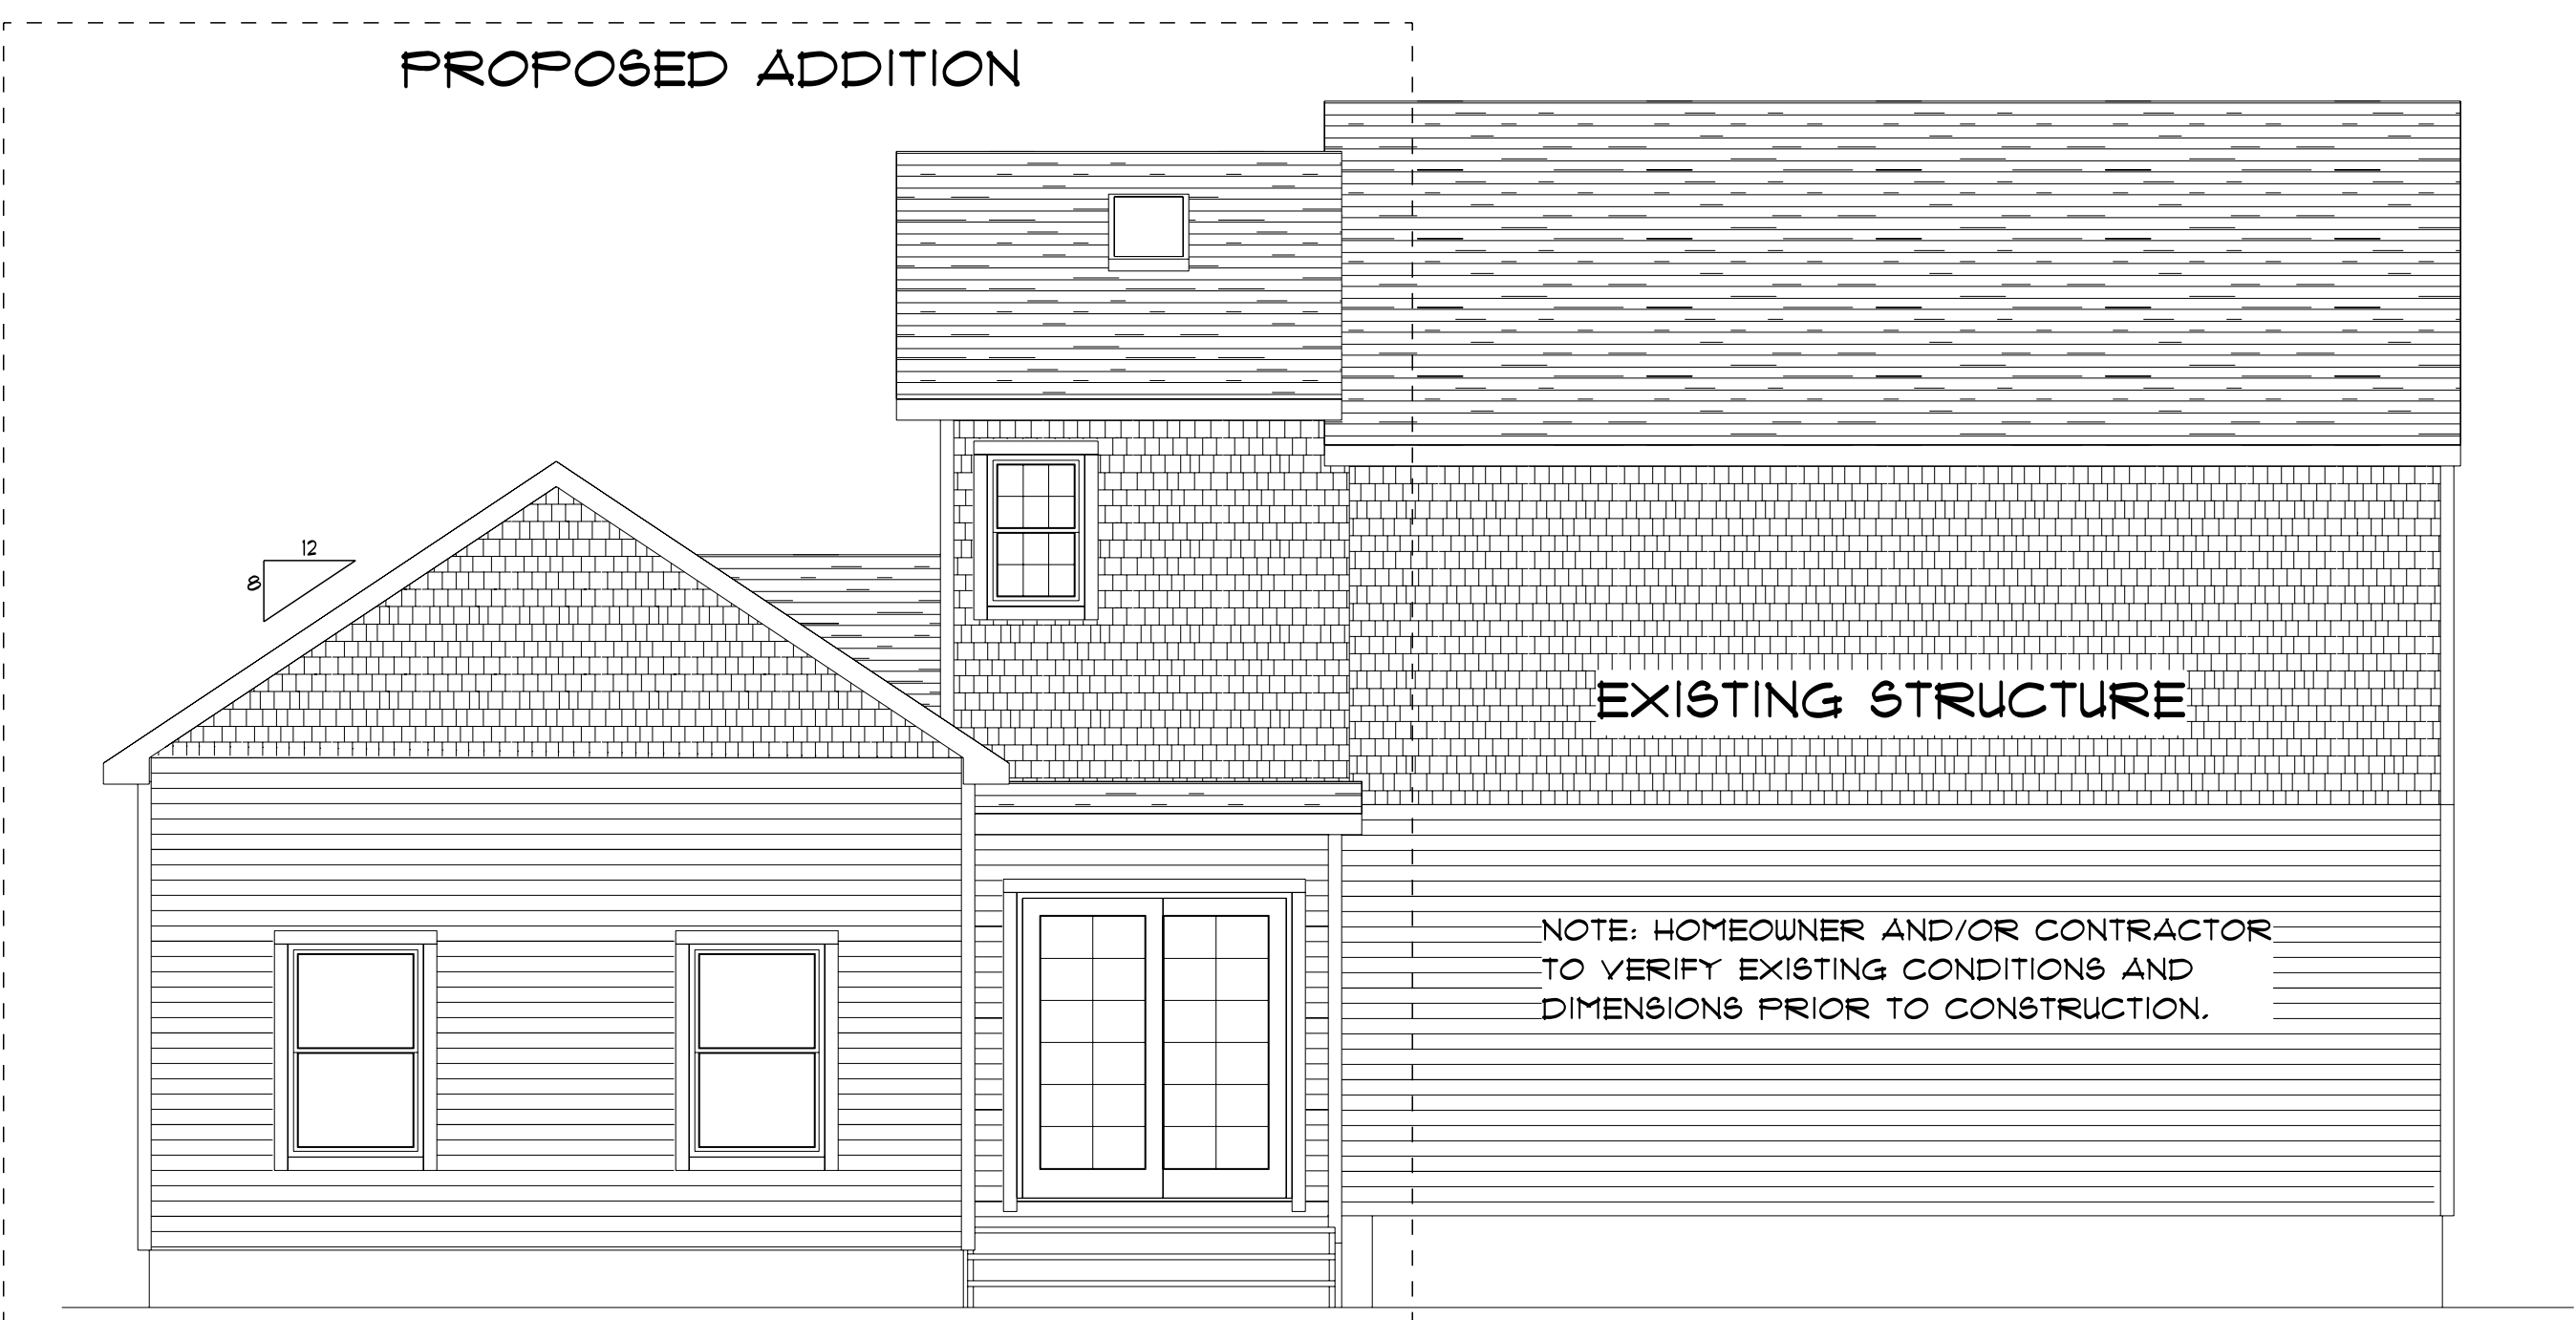 PROPOSED ADDITION
12
8
EXISTING STRUCTURE
NOTE: HOMEOWNER AND/OR CONTRACTOR
TO VERIFY EXISTING CONDITIONS AND
DIMENSIONS PRIOR TO CONSTRUCTION.